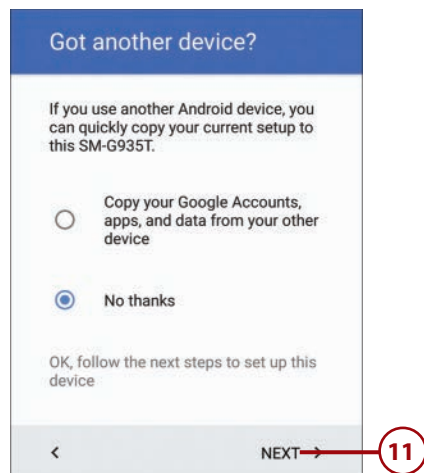 Got another device?
If you use another Android device, you
can quickly copy your current setup to
this SM-G935T.
Copy your Google Accounts,
apps, and data from your other
device
No thanks
OK, follow the next steps to set up this
device
< NEXT → 11